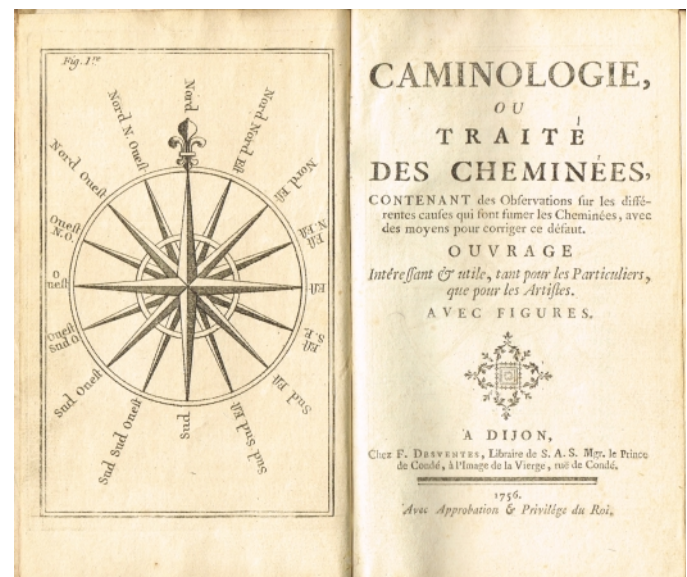 Fig. 1.re
Nord
Nord Nord Est
Nord Est
Est N. Est
Est
Est S. E.
Sud Est
Sud Sud Est
Sud
Sud Sud Ouest
Sud Ouest
Ouest Sud O.
Ouest
Ouest N.O.
Nord Ouest
Nord N. Ouest
CAMINOLOGIE,
OU
TRAITÉ
DES CHEMINÉES,
CONTENANT des Observations ſur les diffé-
rentes cauſes qui font fumer les Cheminées, avec
des moyens pour corriger ce défaut.
OUVRAGE
Intéreſſant & utile, tant pour les Particuliers,
que pour les Artiſtes.
AVEC FIGURES.
A DIJON,
Chez F. DESVENTES, Libraire de S. A. S. Mgr. le Prince
de Condé, à l'Image de la Vierge, ruë de Condé.
1756.
Avec Approbation & Privilége du Roi.